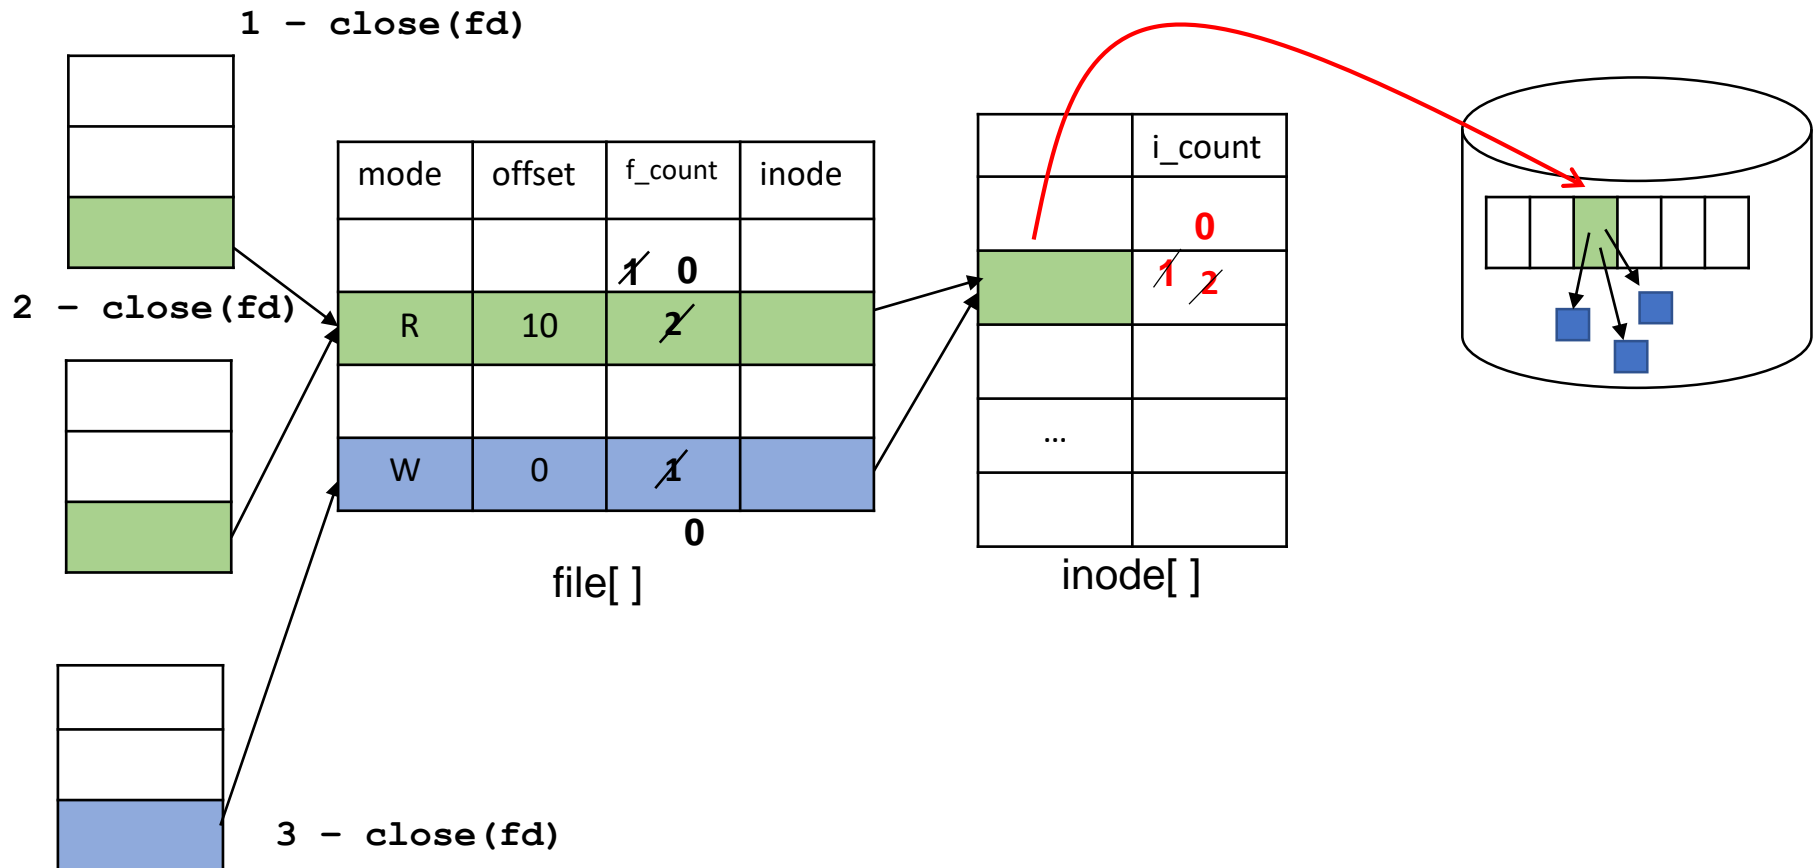 1 – close(fd)
mode offset f_count inode
i_count
0
1 0
1 2
2 – close(fd)
R 10 2
...
W 0 1
0
file[ ]
inode[ ]
3 – close(fd)